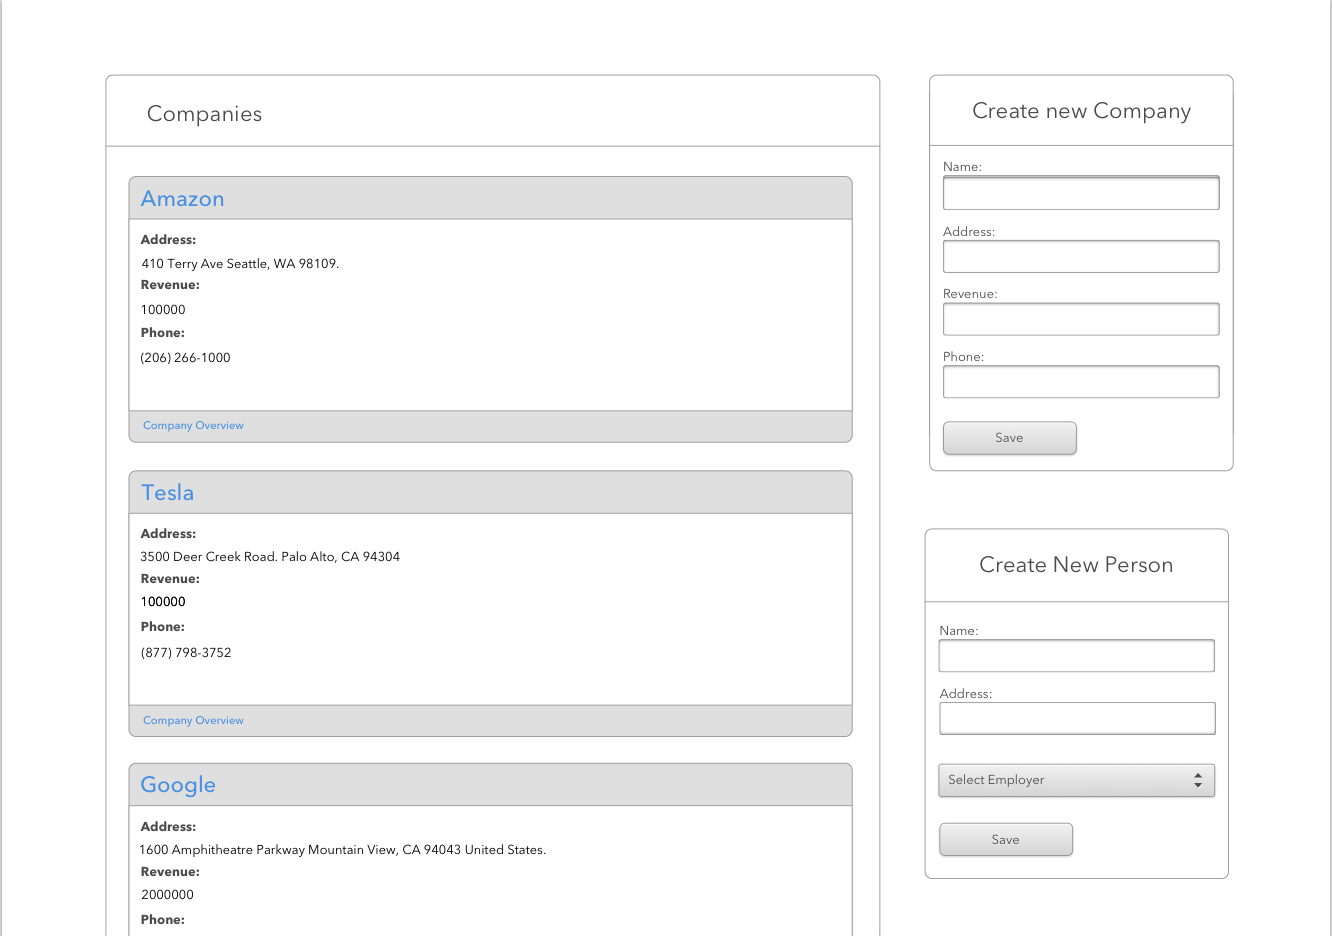 Companies
Amazon
Address:
410 Terry Ave Seattle, WA 98109.
Revenue:
100000
Phone:
(206) 266-1000
Company Overview
Tesla
Address:
3500 Deer Creek Road. Palo Alto, CA 94304
Revenue:
100000
Phone:
(877) 798-3752
Company Overview
Google
Address:
1600 Amphitheatre Parkway Mountain View, CA 94043 United States.
Revenue:
2000000
Phone:
Create new Company
Name:
Address:
Revenue:
Phone:
Save
Create New Person
Name:
Address:
Select Employer
Save